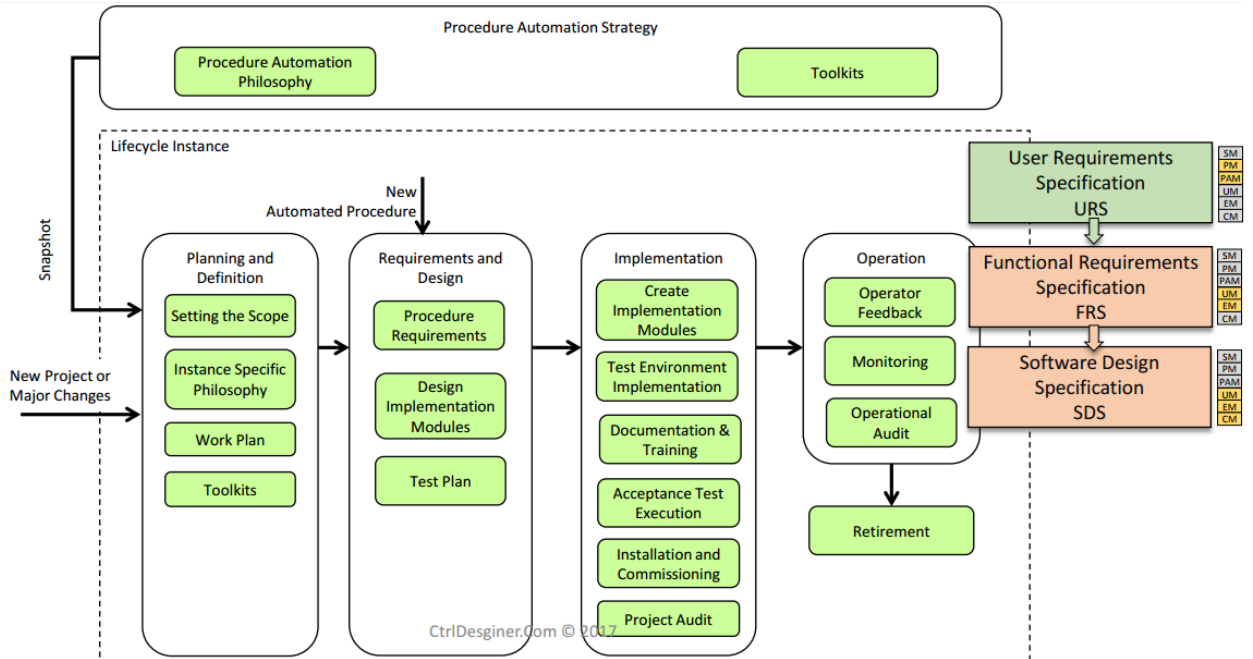 Procedure Automation Strategy
Procedure Automation
Philosophy
Toolkits
Lifecycle Instance
Snapshot
New
Automated Procedure
New Project or
Major Changes
Planning and
Definition
Setting the Scope
Instance Specific
Philosophy
Work Plan
Toolkits
Requirements and
Design
Procedure
Requirements
Design
Implementation
Modules
Test Plan
Implementation
Create
Implementation
Modules
Test Environment
Implementation
Documentation &
Training
Acceptance Test
Execution
Installation and
Commissioning
Project Audit
Operation
Operator
Feedback
Monitoring
Operational
Audit
Retirement
User Requirements
Specification
URS
SM
PM
PAM
UM
EM
CM
Functional Requirements
Specification
FRS
SM
PM
PAM
UM
EM
CM
Software Design
Specification
SDS
SM
PM
PAM
UM
EM
CM
CtrlDesginer.Com © 2017